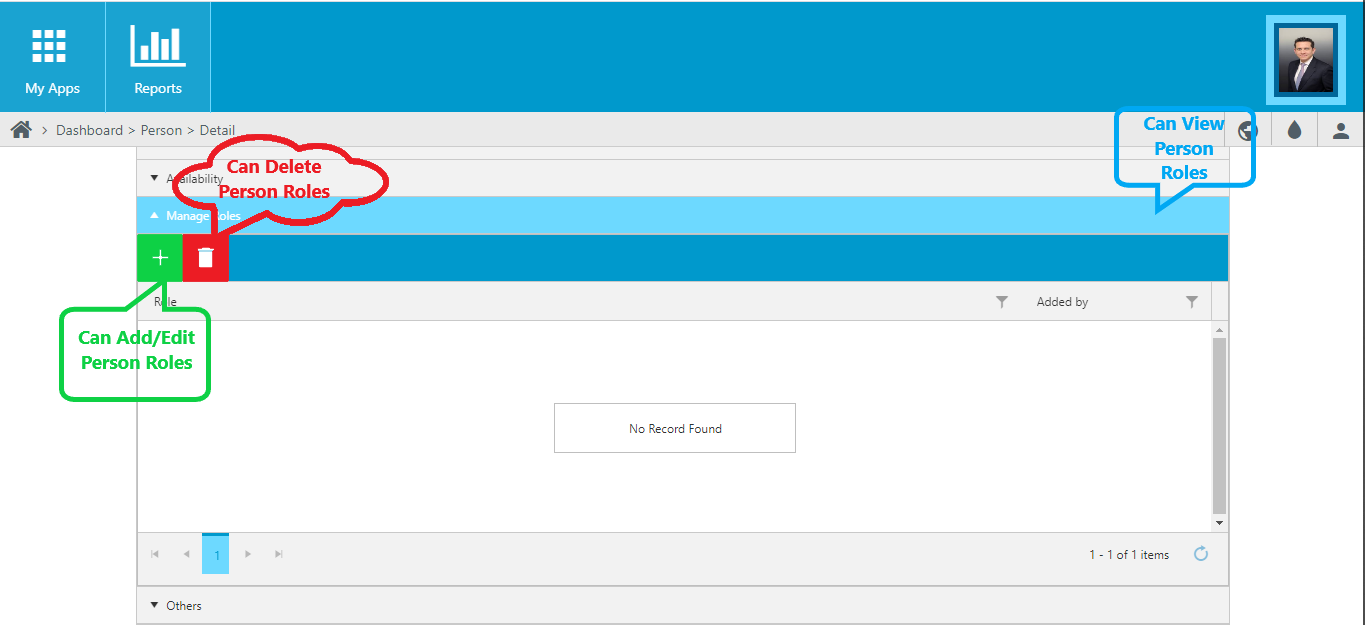 My Apps
Reports
Dashboard > Person > Detail
Can View
Person
Roles
Can Delete
Person Roles
Availability
Manage Roles
Role
Added by
Can Add/Edit
Person Roles
No Record Found
1
1 - 1 of 1 items
Others